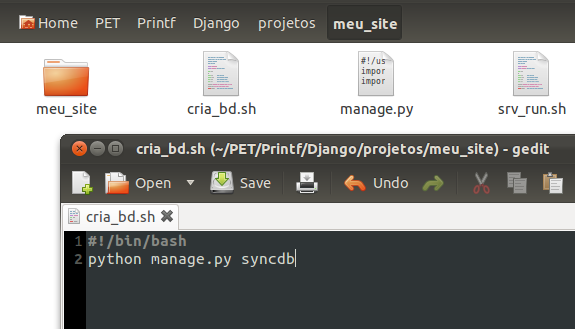 Home PET Printf Django projetos meu_site
#!/us
impor
impor
meu_site cria_bd.sh manage.py srv_run.sh
cria_bd.sh (~/PET/Printf/Django/projetos/meu_site) - gedit
Open Save Undo
cria_bd.sh
1 #!/bin/bash
2 python manage.py syncdb